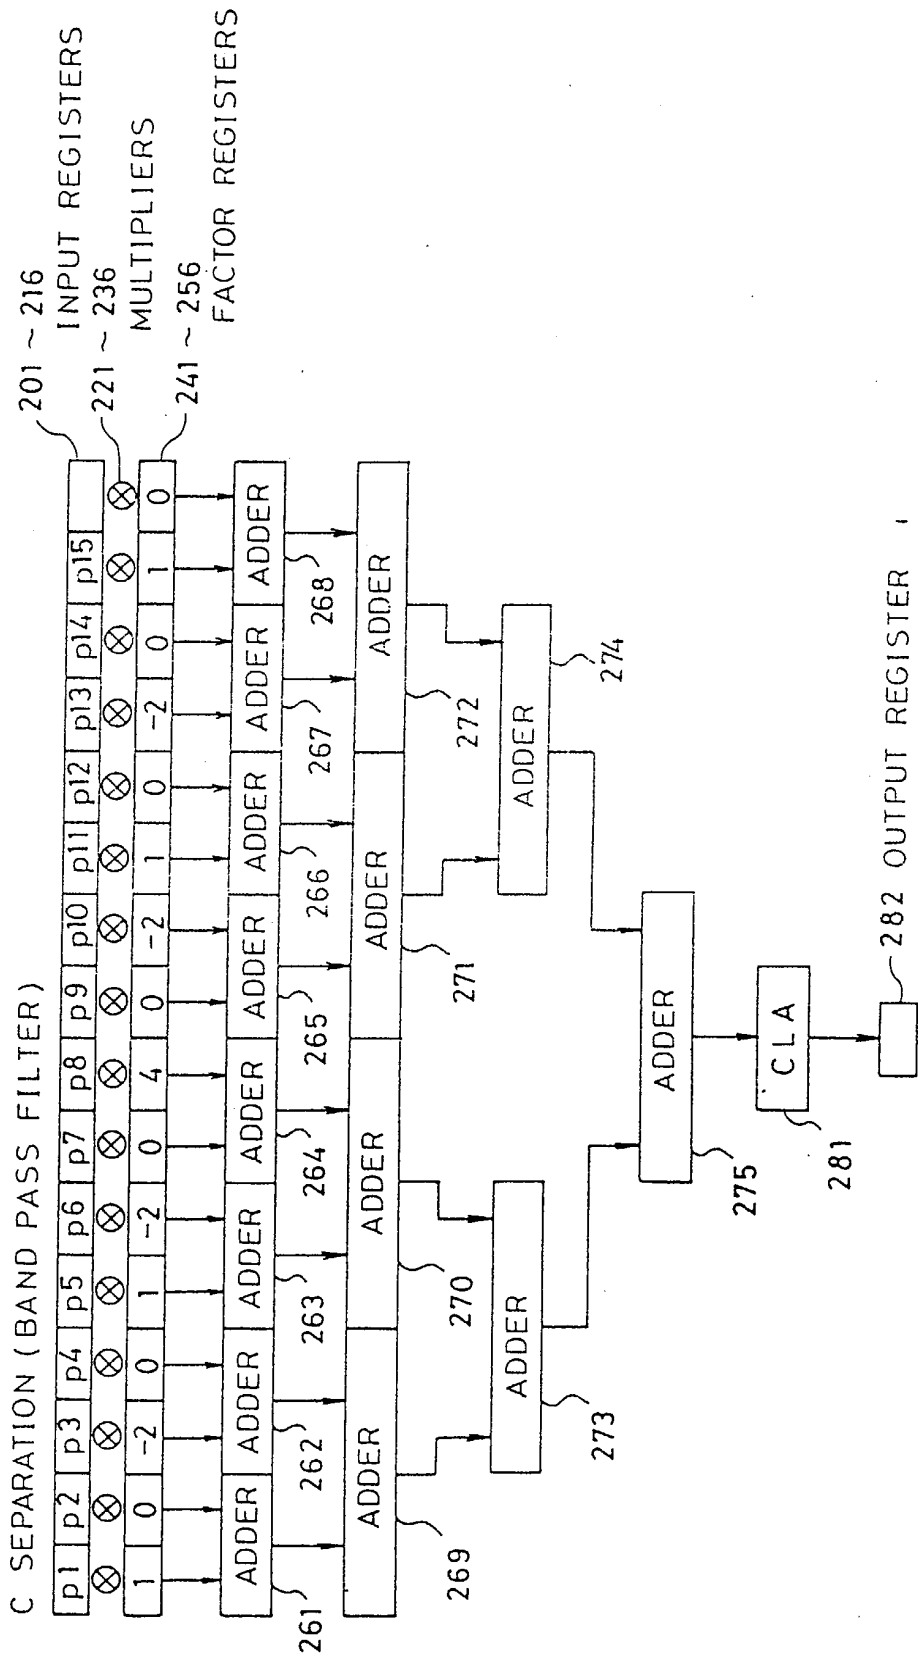 C SEPARATION (BAND PASS FILTER)
p1 p2 p3 p4 p5 p6 p7 p8 p9 p10 p11 p12 p13 p14 p15
201 ~ 216
INPUT REGISTERS
221 ~ 236
MULTIPLIERS
1 0 -2 0 1 -2 0 4 0 -2 1 0 -2 0 1 0
241 ~ 256
FACTOR REGISTERS
ADDER ADDER ADDER ADDER ADDER ADDER ADDER ADDER
261 262 263 264 265 266 267 268
ADDER ADDER ADDER ADDER
269 270 271 272
ADDER ADDER
273 274
ADDER
275
CLA
281
282 OUTPUT REGISTER